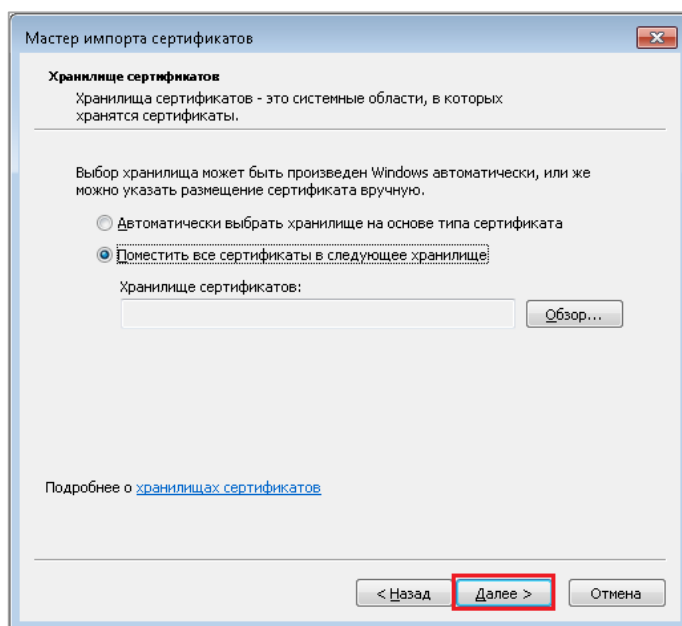 Мастер импорта сертификатов
Хранилище сертификатов
Хранилища сертификатов - это системные области, в которых
хранятся сертификаты.
Выбор хранилища может быть произведен Windows автоматически, или же
можно указать размещение сертификата вручную.
Автоматически выбрать хранилище на основе типа сертификата
Поместить все сертификаты в следующее хранилище
Хранилище сертификатов:
Обзор...
Подробнее о хранилищах сертификатов
< Назад Далее > Отмена